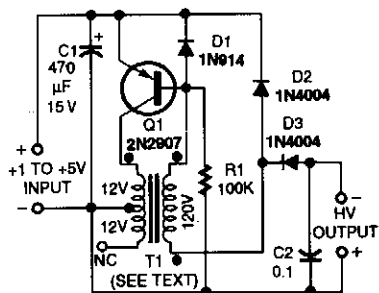 C1
470
µF
15V
+
D1
1N914
D2
1N4004
D3
1N4004
Q1
2N2907
+
+1 TO +5V
INPUT
−
12V
12V
120V
R1
100K
NC
T1
(SEE TEXT)
C2
0.1
−
HV
OUTPUT
+